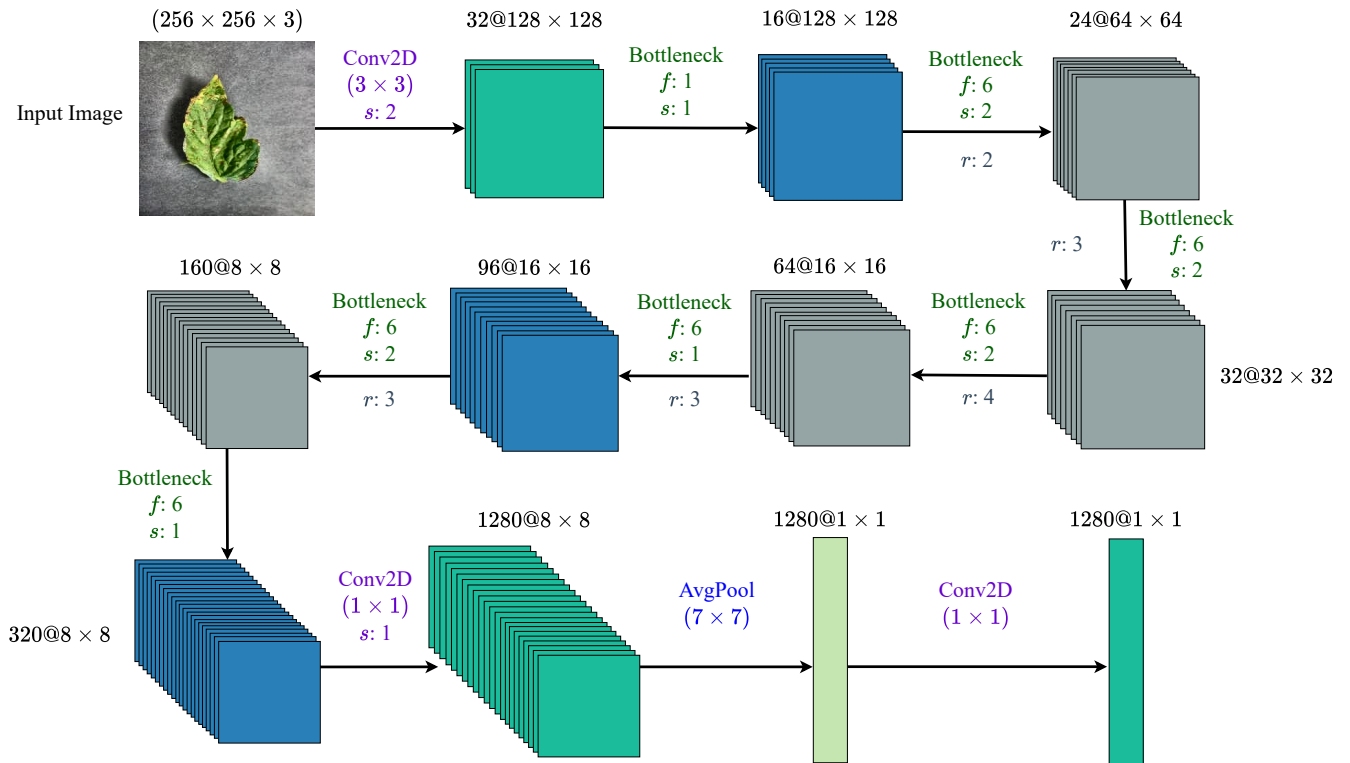 (256 × 256 × 3)
32@128 × 128
16@128 × 128
24@64 × 64
Input Image
Conv2D
(3 × 3)
s: 2
Bottleneck
f: 1
s: 1
Bottleneck
f: 6
s: 2
r: 2
r: 3
Bottleneck
f: 6
s: 2
32@32 × 32
Bottleneck
f: 6
s: 2
r: 4
64@16 × 16
Bottleneck
f: 6
s: 1
r: 3
96@16 × 16
Bottleneck
f: 6
s: 2
r: 3
160@8 × 8
Bottleneck
f: 6
s: 1
320@8 × 8
Conv2D
(1 × 1)
s: 1
1280@8 × 8
AvgPool
(7 × 7)
1280@1 × 1
Conv2D
(1 × 1)
1280@1 × 1